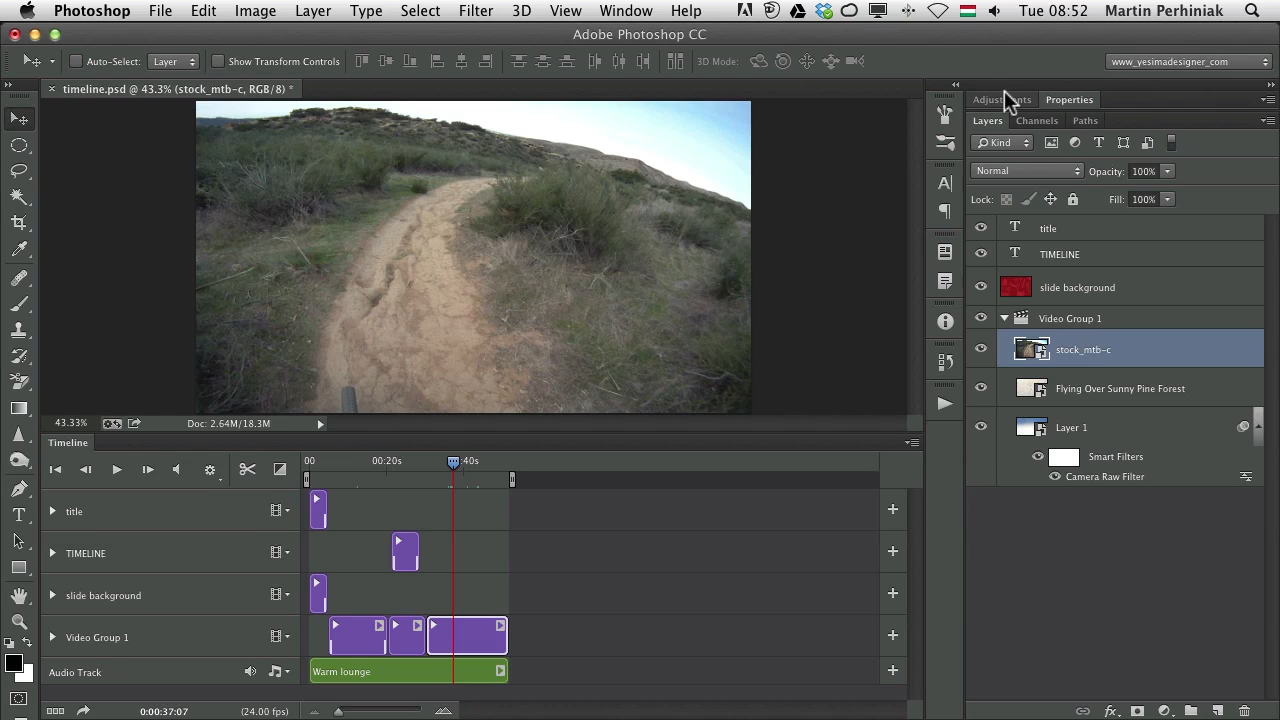 Photoshop File Edit Image Layer Type Select Filter 3D View Window Help Tue 08:52 Martin Perhiniak
Adobe Photoshop CC
Auto-Select: Layer Show Transform Controls 3D Mode: www_yesimadesigner_com
timeline.psd @ 43.3% (stock_mtb-c, RGB/8) *
Adjustments Properties
Layers Channels Paths
Kind
Normal Opacity: 100%
Lock: Fill: 100%
title
TIMELINE
slide background
Video Group 1
stock_mtb-c
Flying Over Sunny Pine Forest
Layer 1
Smart Filters
Camera Raw Filter
43.33% Doc: 2.64M/18.3M
Timeline
00 00:20s :40s
title
TIMELINE
slide background
Video Group 1
Audio Track Warm lounge
0:00:37:07 (24.00 fps)